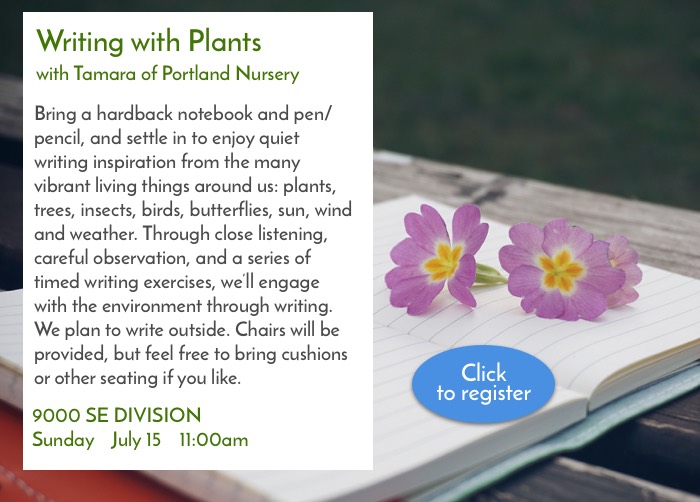 Writing with Plants
with Tamara of Portland Nursery
Bring a hardback notebook and pen/
pencil, and settle in to enjoy quiet
writing inspiration from the many
vibrant living things around us: plants,
trees, insects, birds, butterflies, sun, wind
and weather. Through close listening,
careful observation, and a series of
timed writing exercises, we'll engage
with the environment through writing.
We plan to write outside. Chairs will be
provided, but feel free to bring cushions
or other seating if you like.
9000 SE DIVISION
Sunday July 15 11:00am
Click
to register